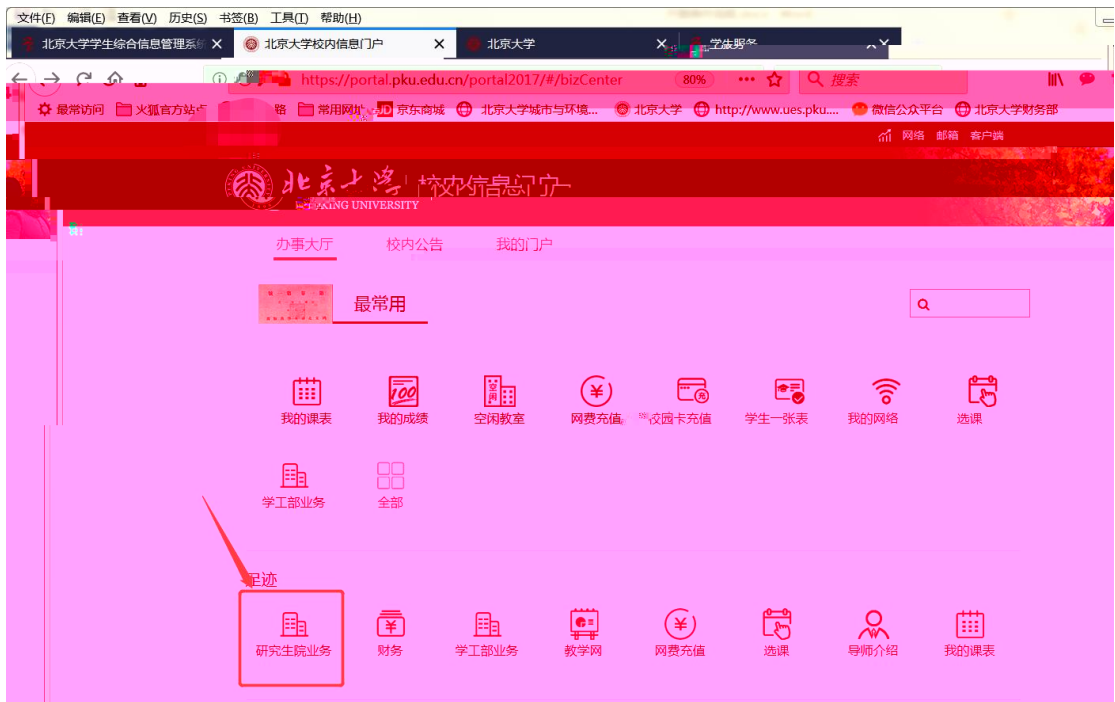 文件(F) 编辑(E) 查看(V) 历史(S) 书签(B) 工具(T) 帮助(H)
北京大学学生综合信息管理系统 × 北京大学校内信息门户 × 北京大学 × 学生服务 ×
https://portal.pku.edu.cn/portal2017/#/bizCenter 80% 搜索
最常访问 火狐官方站点 路 常用网址 JD 京东商城 北京大学城市与环境... 北京大学 http://www.ues.pku.... 微信公众平台 北京大学财务部
网络 邮箱 客户端
北京大学 校内信息门户
UNIVERSITY
办事大厅 校内公告 我的门户
最常用
我的课表 我的成绩 空闲教室 网费充值 校园卡充值 学生一张表 我的网络 选课
学工部业务 全部
足迹
研究生院业务 财务 学工部业务 教学网 网费充值 选课 导师介绍 我的课表